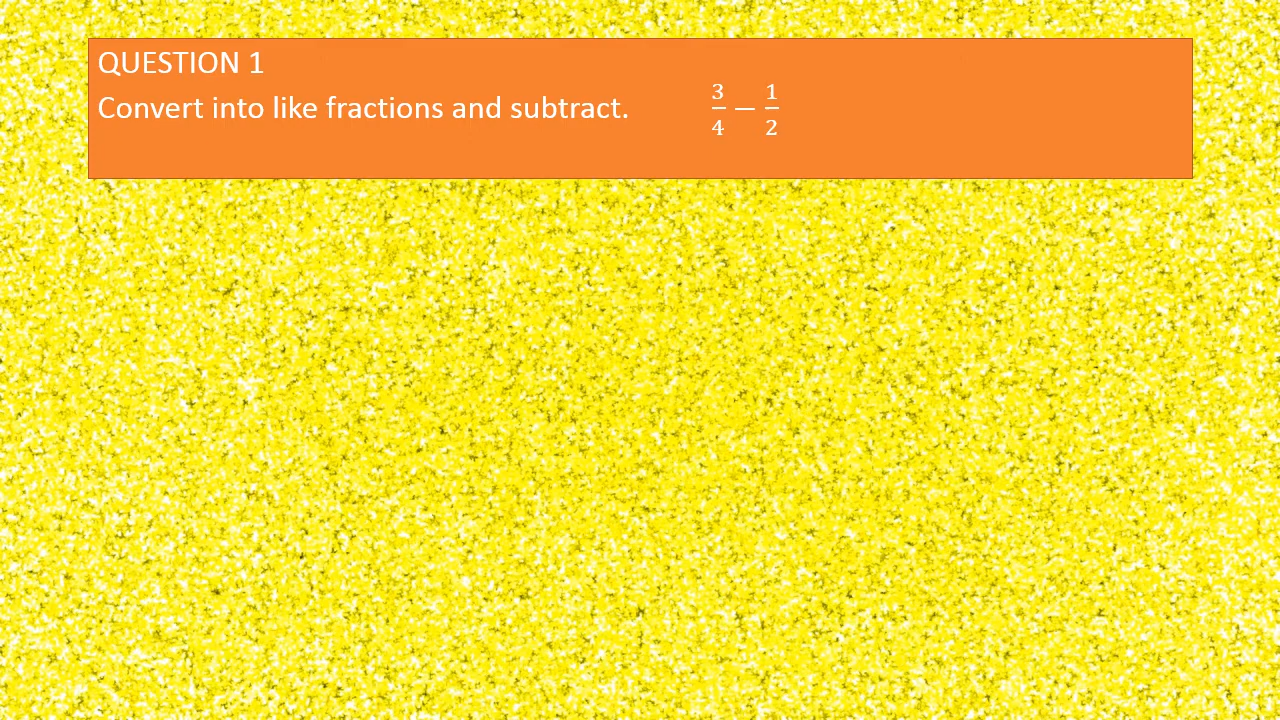 QUESTION 1
Convert into like fractions and subtract. 3/4 − 1/2